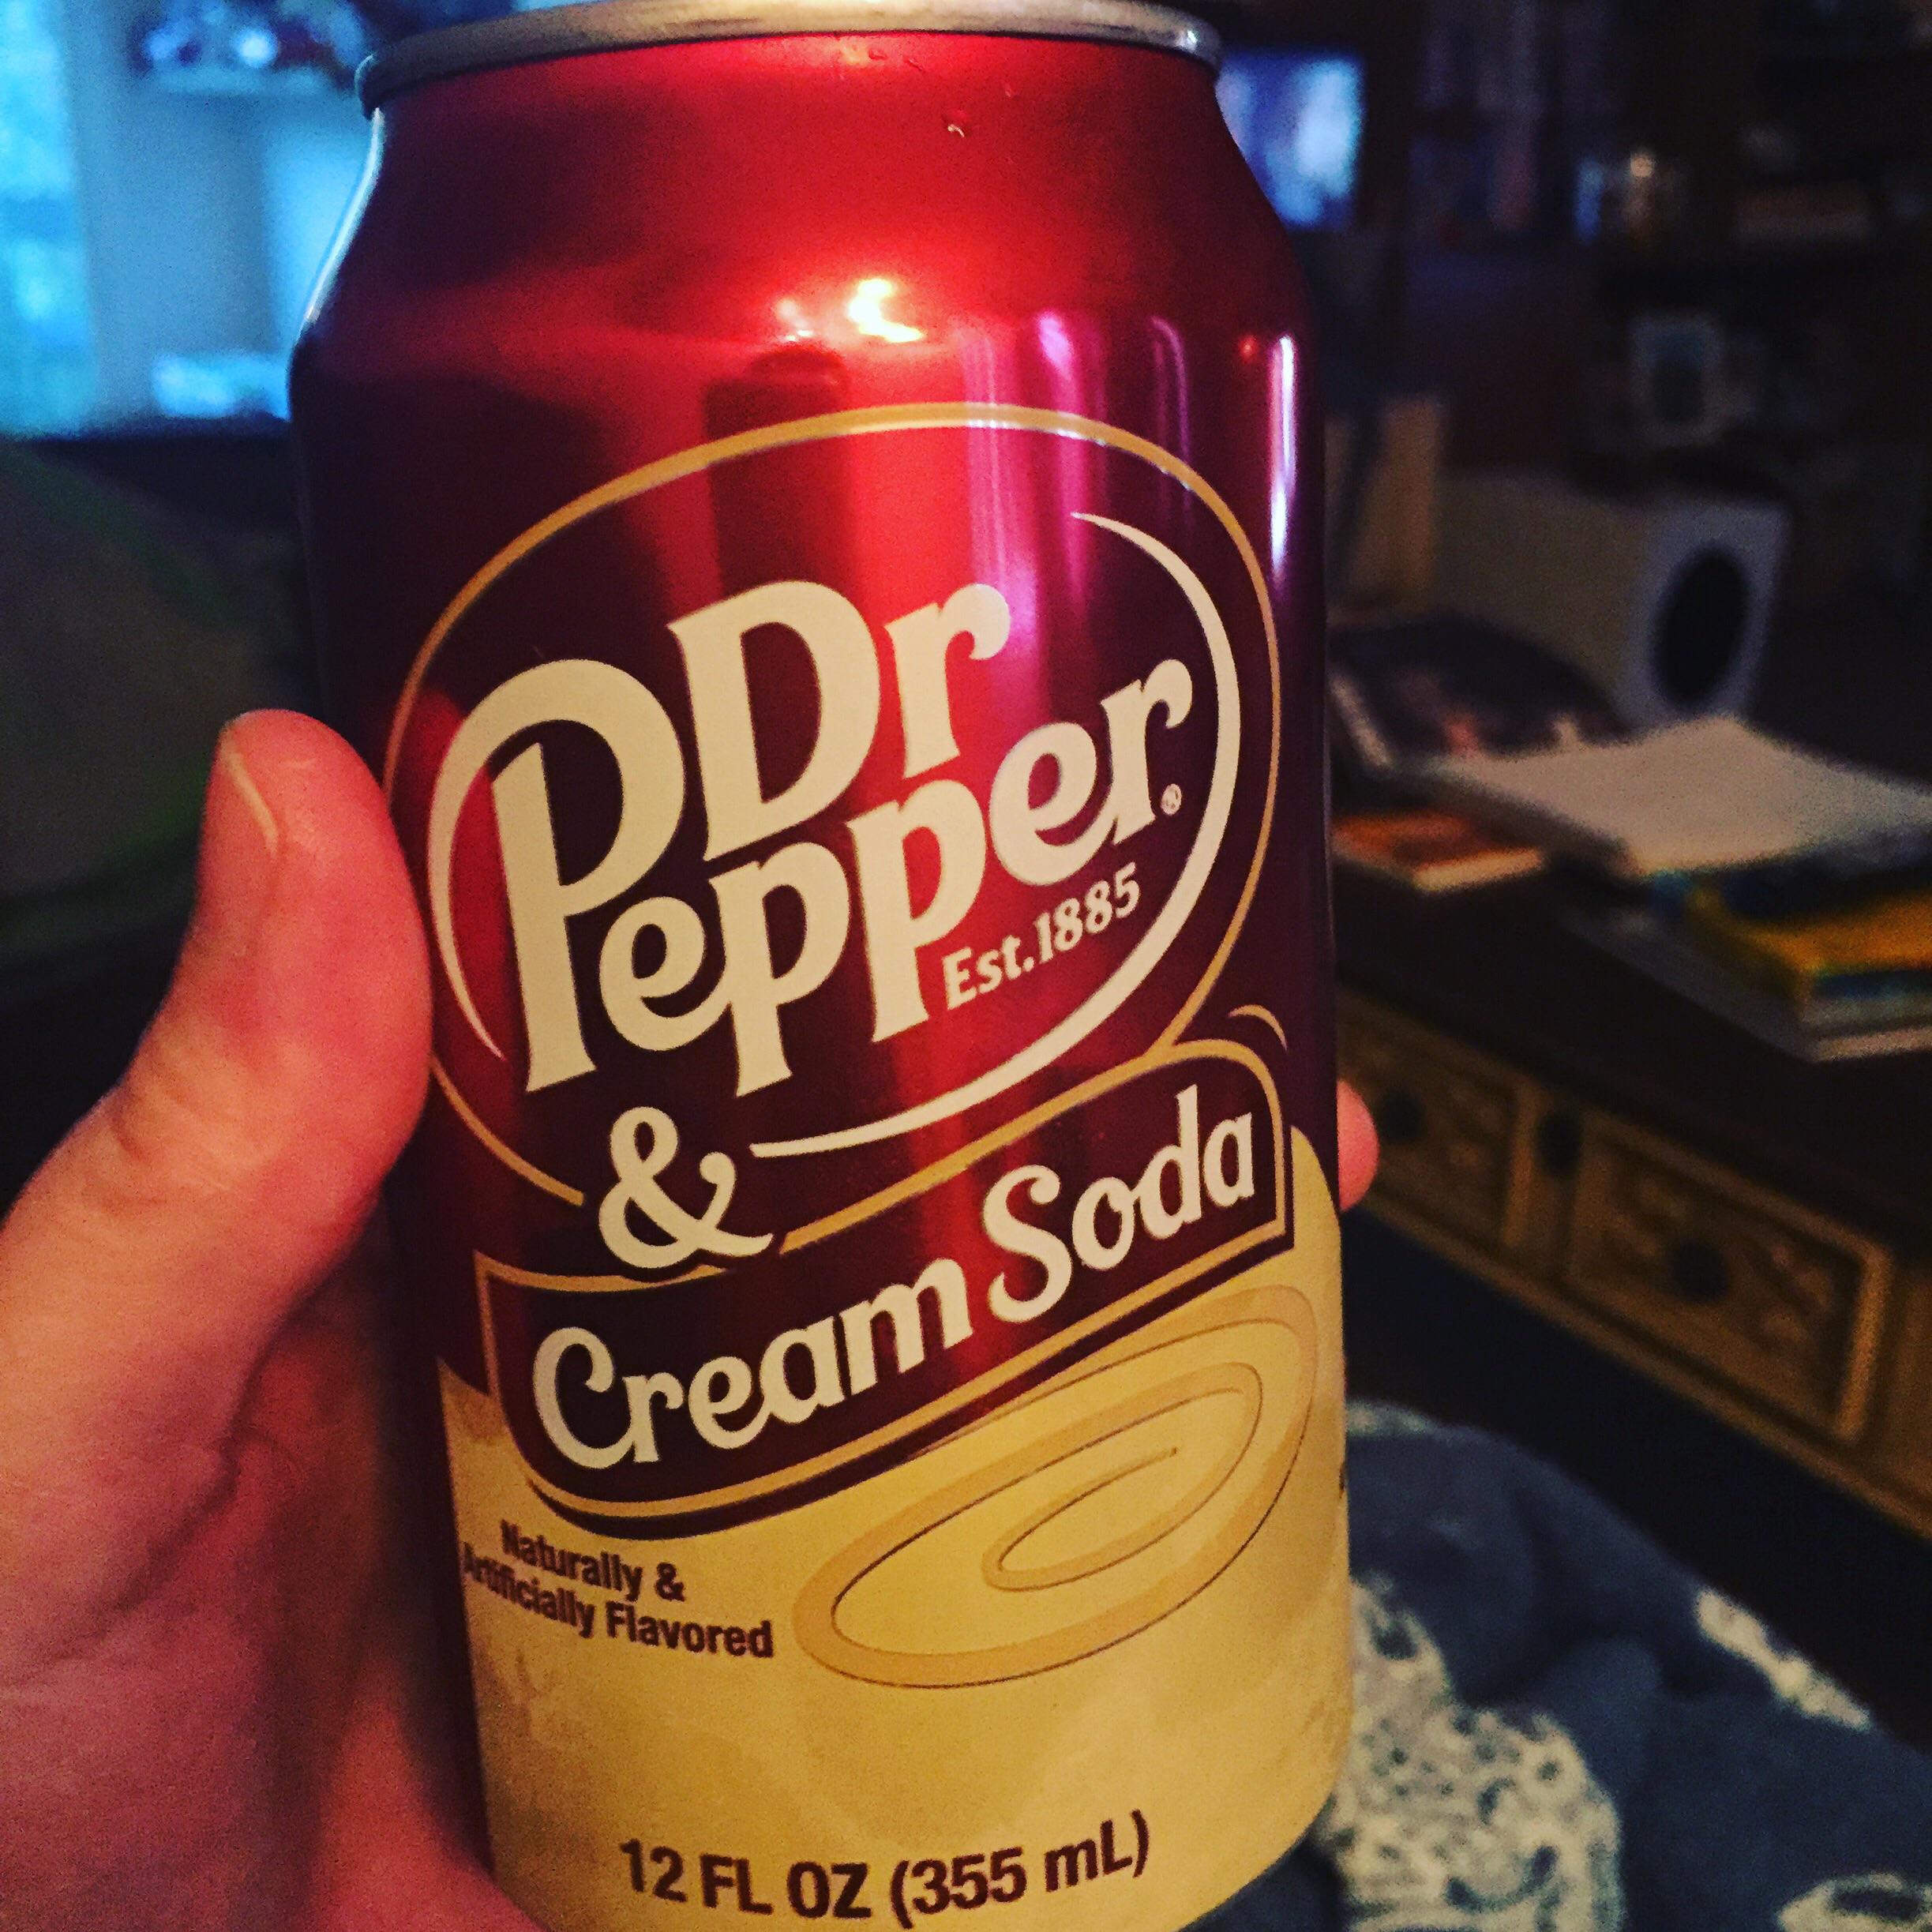 Dr
Pepper®
Est. 1885
&
Cream Soda
Naturally &
Artificially Flavored
12 FL OZ (355 mL)